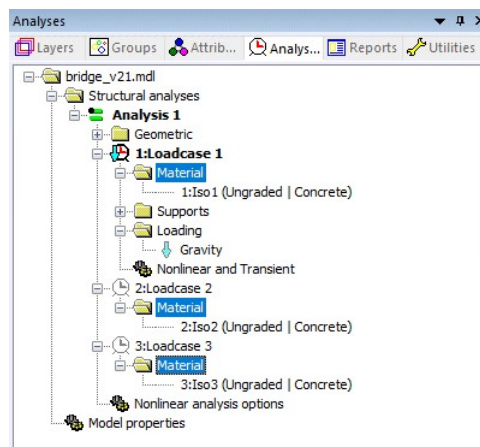 Analyses
Layers Groups Attrib... Analys... Reports Utilities
bridge_v21.mdl
Structural analyses
Analysis 1
Geometric
1:Loadcase 1
Material
1:Iso1 (Ungraded | Concrete)
Supports
Loading
Gravity
Nonlinear and Transient
2:Loadcase 2
Material
2:Iso2 (Ungraded | Concrete)
3:Loadcase 3
Material
3:Iso3 (Ungraded | Concrete)
Nonlinear analysis options
Model properties